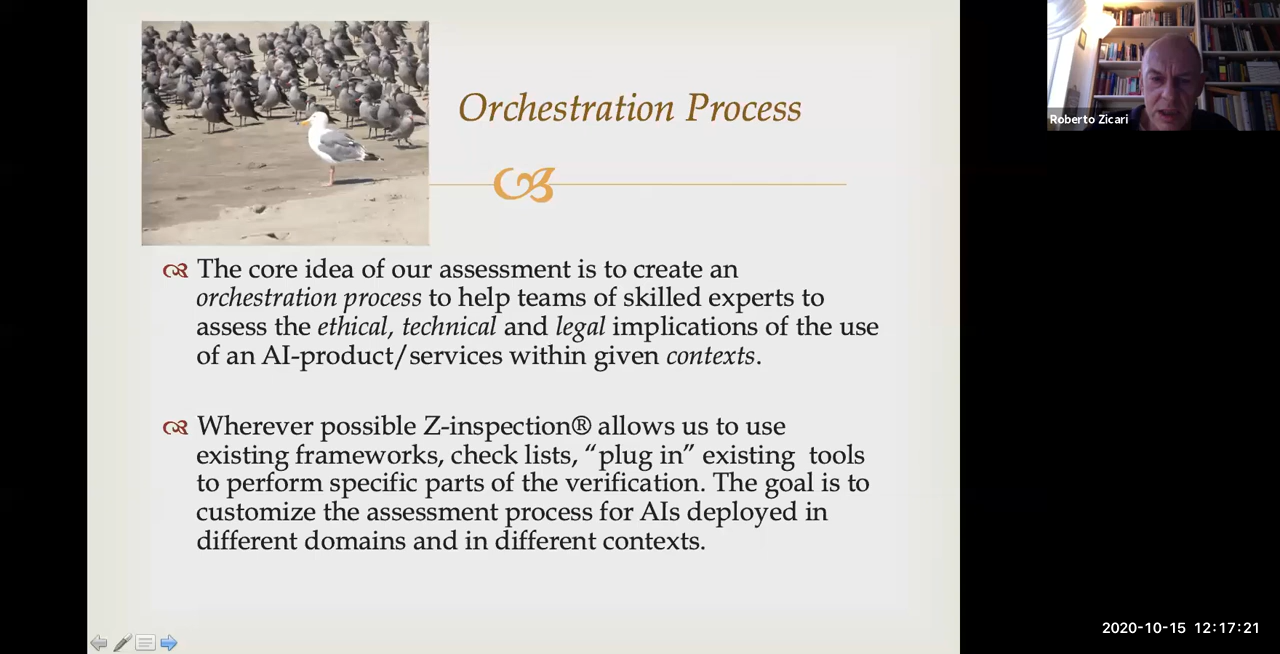 Orchestration Process
The core idea of our assessment is to create an
orchestration process to help teams of skilled experts to
assess the ethical, technical and legal implications of the use
of an AI-product/services within given contexts.
Wherever possible Z-inspection® allows us to use
existing frameworks, check lists, “plug in” existing  tools
to perform specific parts of the verification. The goal is to
customize the assessment process for AIs deployed in
different domains and in different contexts.
Roberto Zicari
2020-10-15 12:17:21